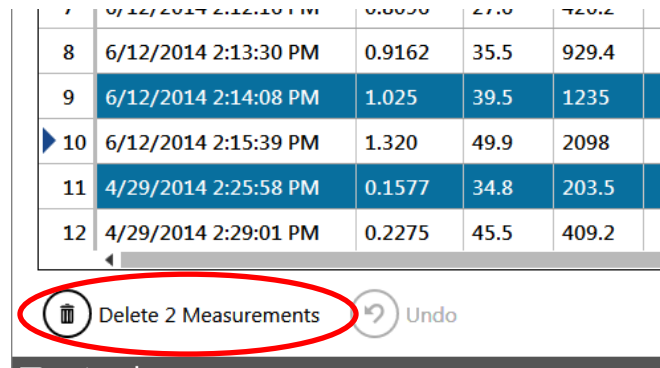 8 6/12/2014 2:13:30 PM 0.9162 35.5 929.4
9 6/12/2014 2:14:08 PM 1.025 39.5 1235
10 6/12/2014 2:15:39 PM 1.320 49.9 2098
11 4/29/2014 2:25:58 PM 0.1577 34.8 203.5
12 4/29/2014 2:29:01 PM 0.2275 45.5 409.2
Delete 2 Measurements Undo